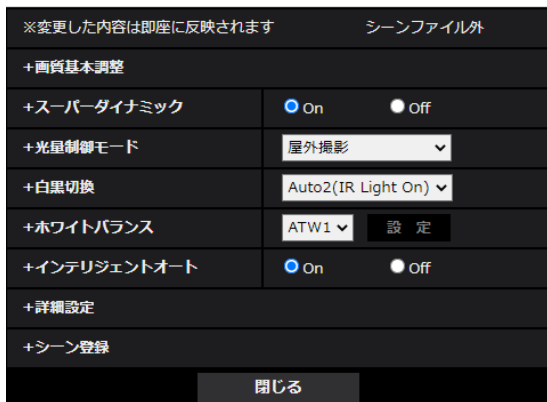 ※変更した内容は即座に反映されます シーンファイル外
+画質基本調整
+スーパーダイナミック On Off
+光量制御モード 屋外撮影
+白黒切換 Auto2(IR Light On)
+ホワイトバランス ATW1 設 定
+インテリジェントオート On Off
+詳細設定
+シーン登録
閉じる